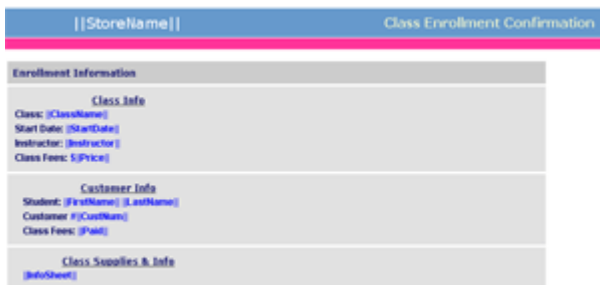 ||StoreName|| Class Enrollment Confirmation
Enrollment Information
Class Info
Class: ||ClassName||
Start Date: ||StartDate||
Instructor: ||Instructor||
Class Fees: $||Price||
Customer Info
Student: ||FirstName|| ||LastName||
Customer #||CustNum||
Class Fees: ||Paid||
Class Supplies & Info
||InfoSheet||